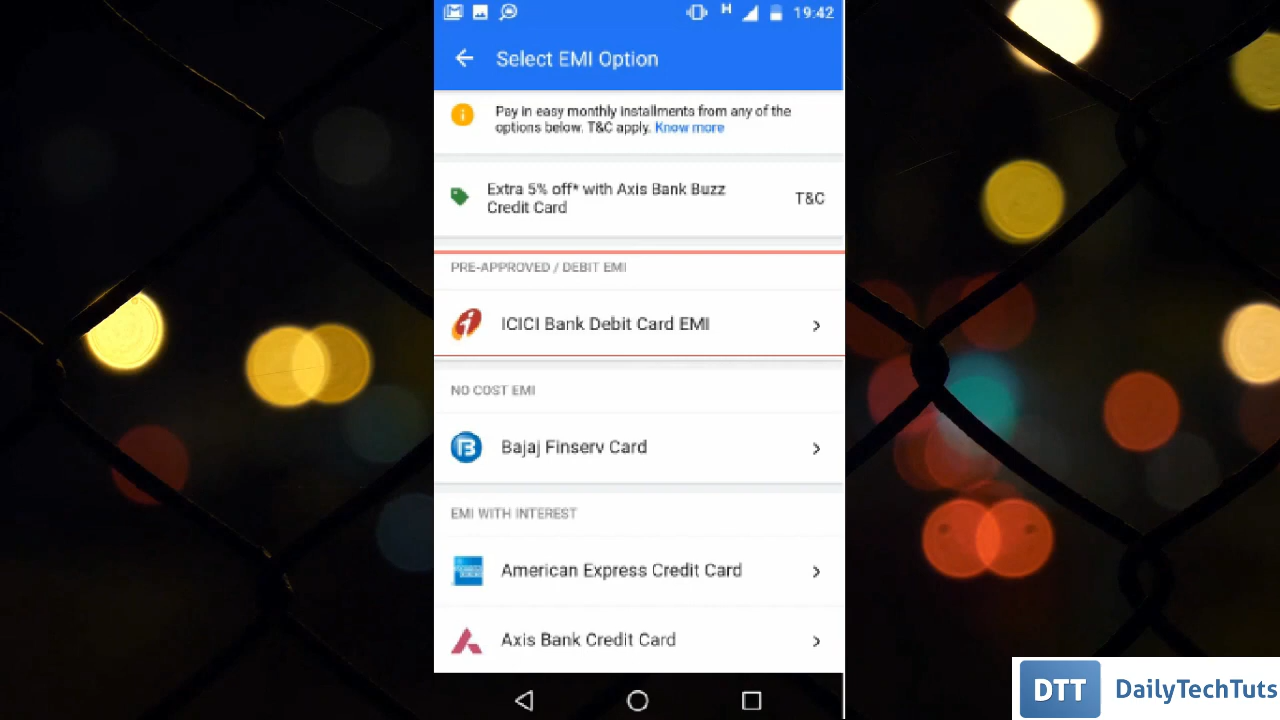 H 19:42
Select EMI Option
Pay in easy monthly installments from any of the
options below. T&C apply. Know more
Extra 5% off* with Axis Bank Buzz
Credit Card
T&C
PRE-APPROVED / DEBIT EMI
ICICI Bank Debit Card EMI
NO COST EMI
Bajaj Finserv Card
EMI WITH INTEREST
American Express Credit Card
Axis Bank Credit Card
DTT DailyTechTuts